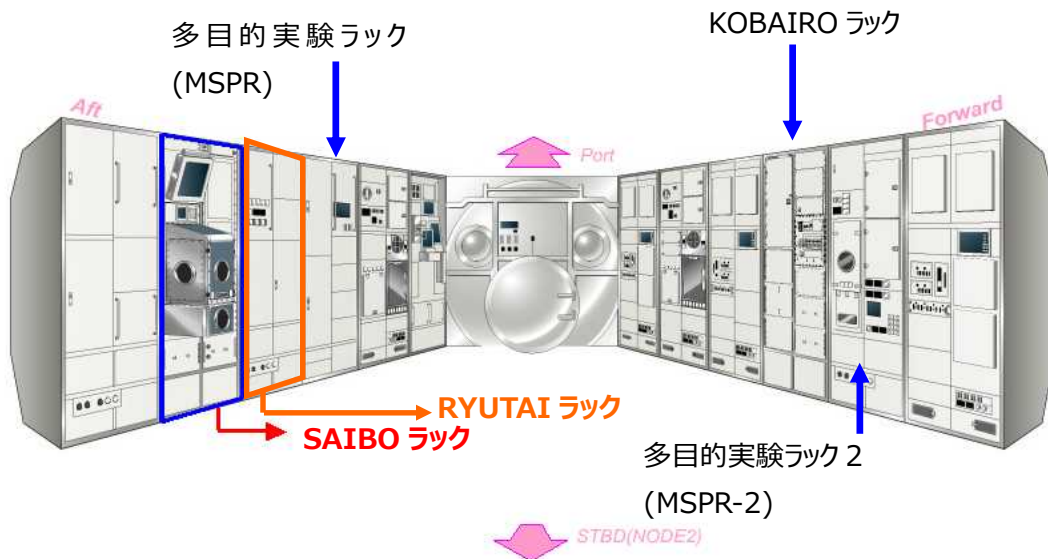 多目的実験ラック
(MSPR)
KOBAIRO ラック
Aft
Forward
Port
RYUTAI ラック
SAIBO ラック
多目的実験ラック2
(MSPR-2)
STBD(NODE2)